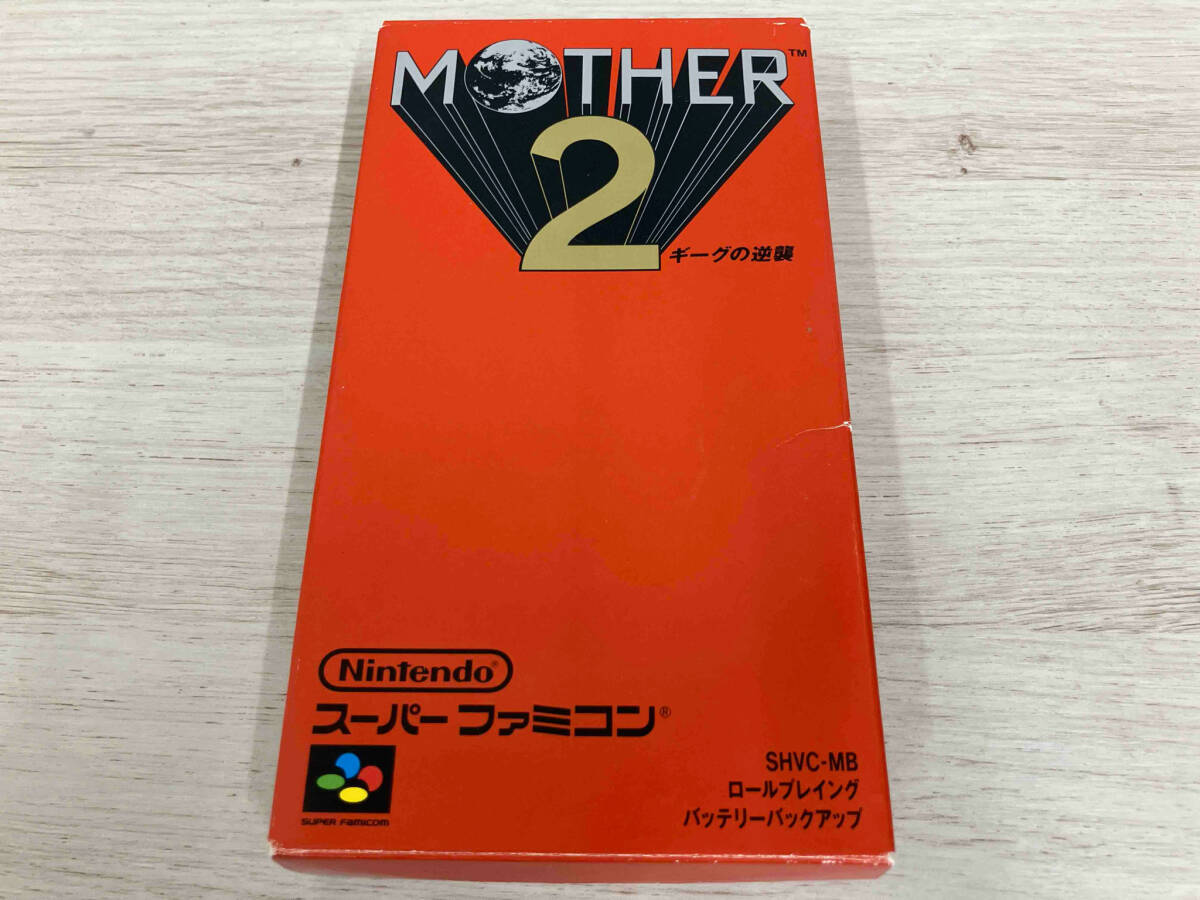 MOTHER™
2
ギーグの逆襲
Nintendo®
スーパーファミコン®
SUPER FAMICOM
SHVC-MB
ロールプレイング
バッテリーバックアップ